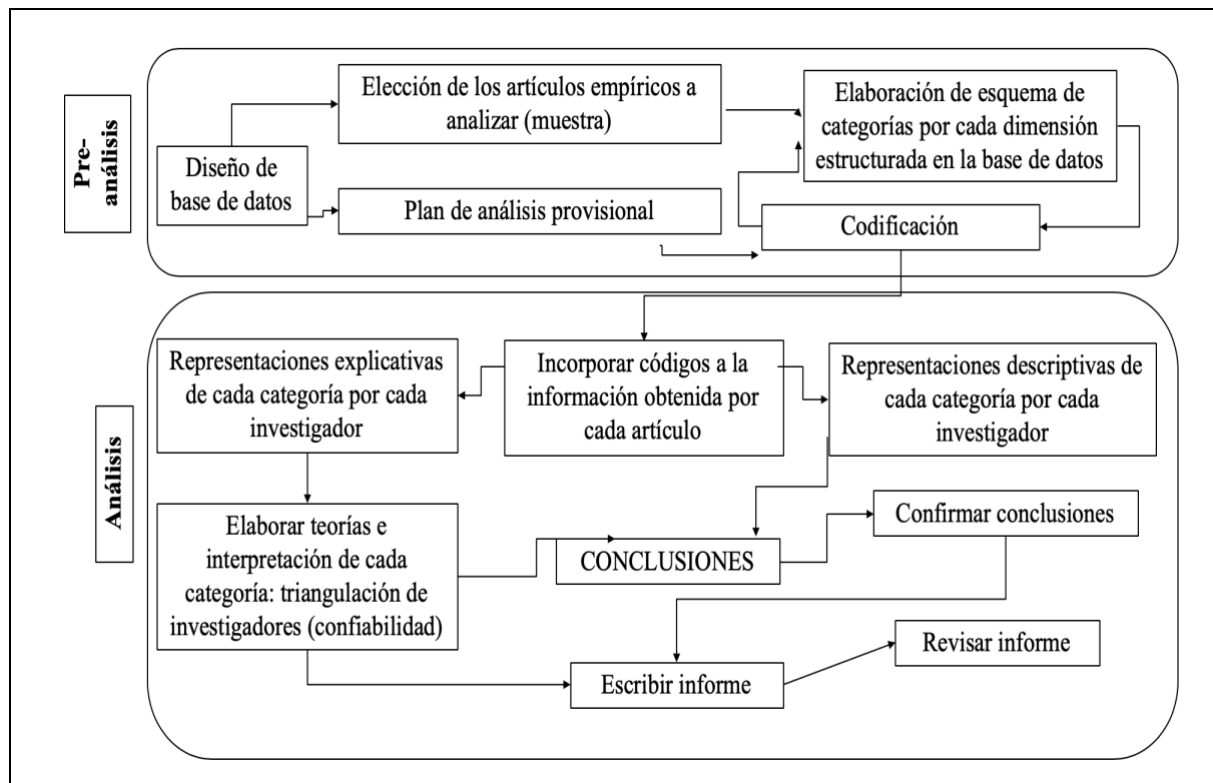 Pre-
análisis
Diseño de
base de datos
Elección de los artículos empíricos a
analizar (muestra)
Plan de análisis provisional
Elaboración de esquema de
categorías por cada dimensión
estructurada en la base de datos
Codificación
Análisis
Representaciones explicativas
de cada categoría por cada
investigador
Incorporar códigos a la
información obtenida por
cada artículo
Representaciones descriptivas de
cada categoría por cada
investigador
Elaborar teorías e
interpretación de cada
categoría: triangulación de
investigadores (confiabilidad)
CONCLUSIONES
Confirmar conclusiones
Escribir informe
Revisar informe